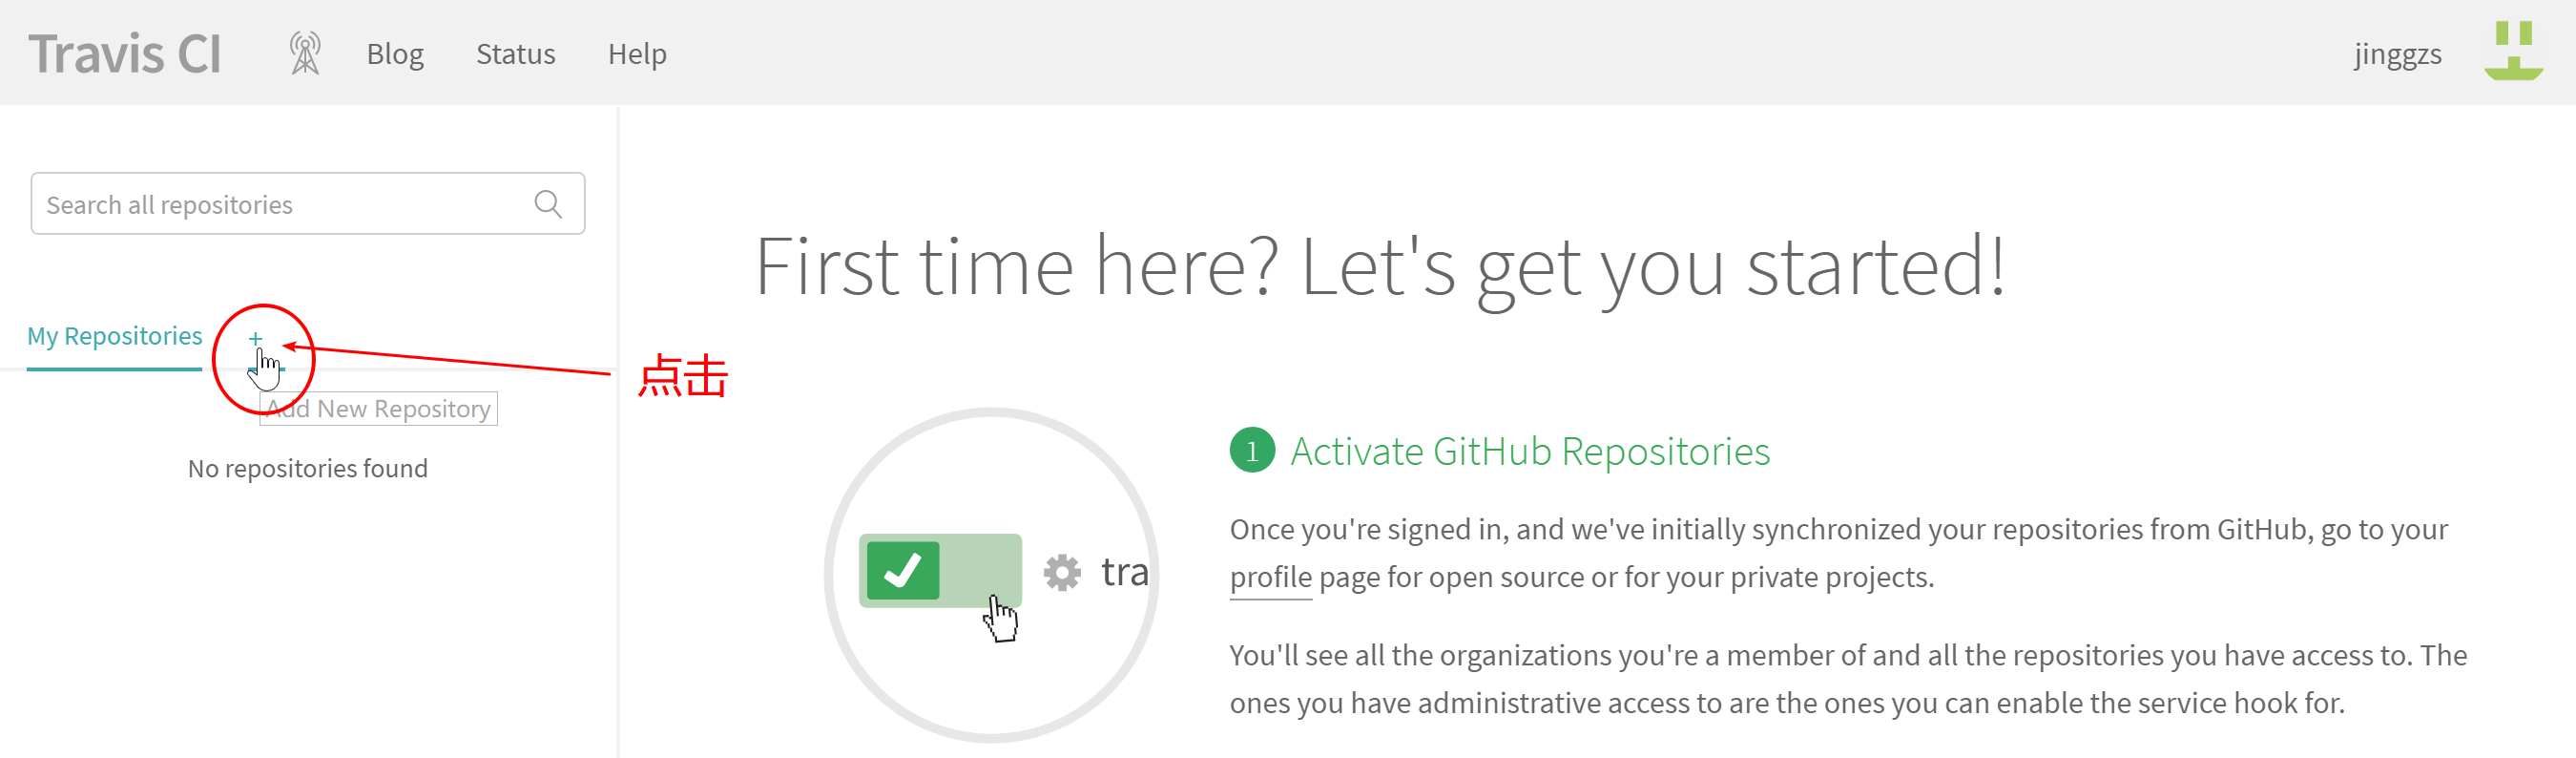 Travis CI
Blog
Status
Help
jinggzs
Search all repositories
My Repositories
+
Add New Repository
No repositories found
点击
First time here? Let's get you started!
1 Activate GitHub Repositories
Once you're signed in, and we've initially synchronized your repositories from GitHub, go to your
profile page for open source or for your private projects.
You'll see all the organizations you're a member of and all the repositories you have access to. The
ones you have administrative access to are the ones you can enable the service hook for.
tra